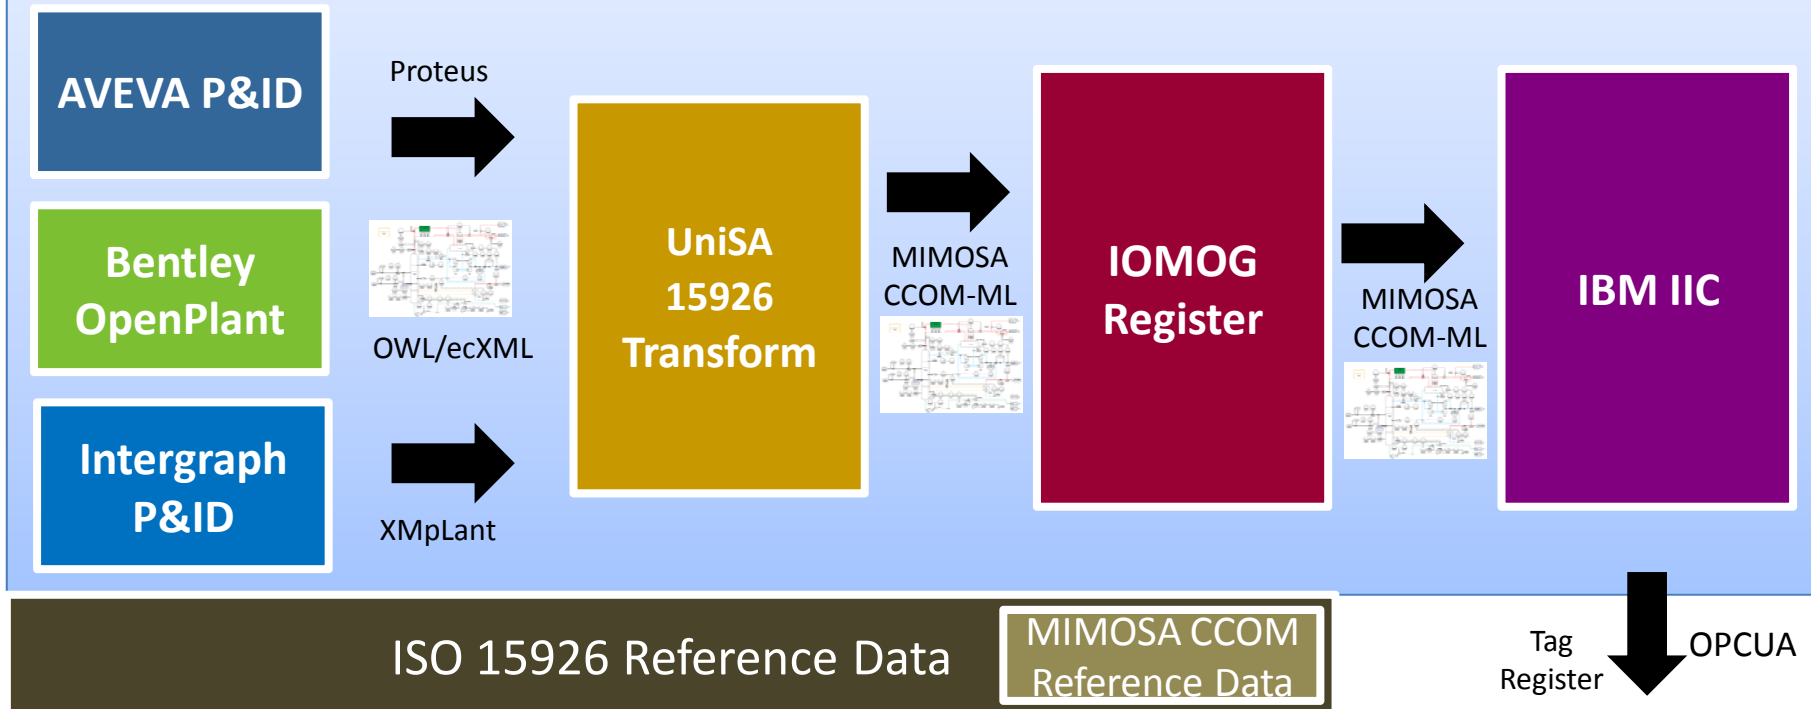 AVEVA P&ID
Proteus
Bentley
OpenPlant
OWL/ecXML
Intergraph
P&ID
XMpLant
UniSA
15926
Transform
MIMOSA
CCOM-ML
IOMOG
Register
MIMOSA
CCOM-ML
IBM IIC
ISO 15926 Reference Data
MIMOSA CCOM
Reference Data
Tag
Register
OPCUA